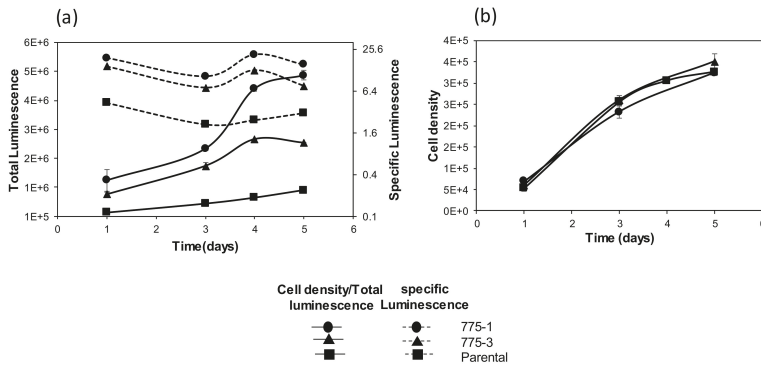 (a)
Total Luminescence
6E+6
5E+6
4E+6
3E+6
2E+6
1E+6
1E+5
25.6
6.4
1.6
0.4
0.1
Specific Luminescence
0 1 2 3 4 5 6
Time(days)
(b)
Cell density
4E+5
4E+5
3E+5
3E+5
2E+5
2E+5
1E+5
5E+4
0E+0
0 1 2 3 4 5 6
Time (days)
Cell density/Total luminescence
specific Luminescence
775-1
775-3
Parental